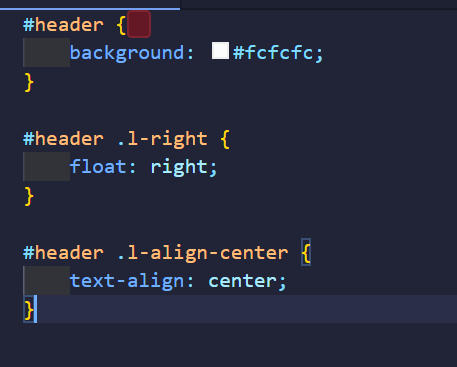 #header {
    background: #fcfcfc;
}

#header .l-right {
    float: right;
}

#header .l-align-center {
    text-align: center;
}